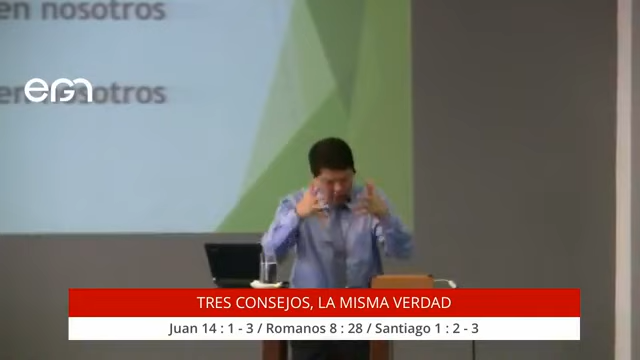 en nosotros
en nosotros
TRES CONSEJOS, LA MISMA VERDAD
Juan 14 : 1 - 3 / Romanos 8 : 28 / Santiago 1 : 2 - 3